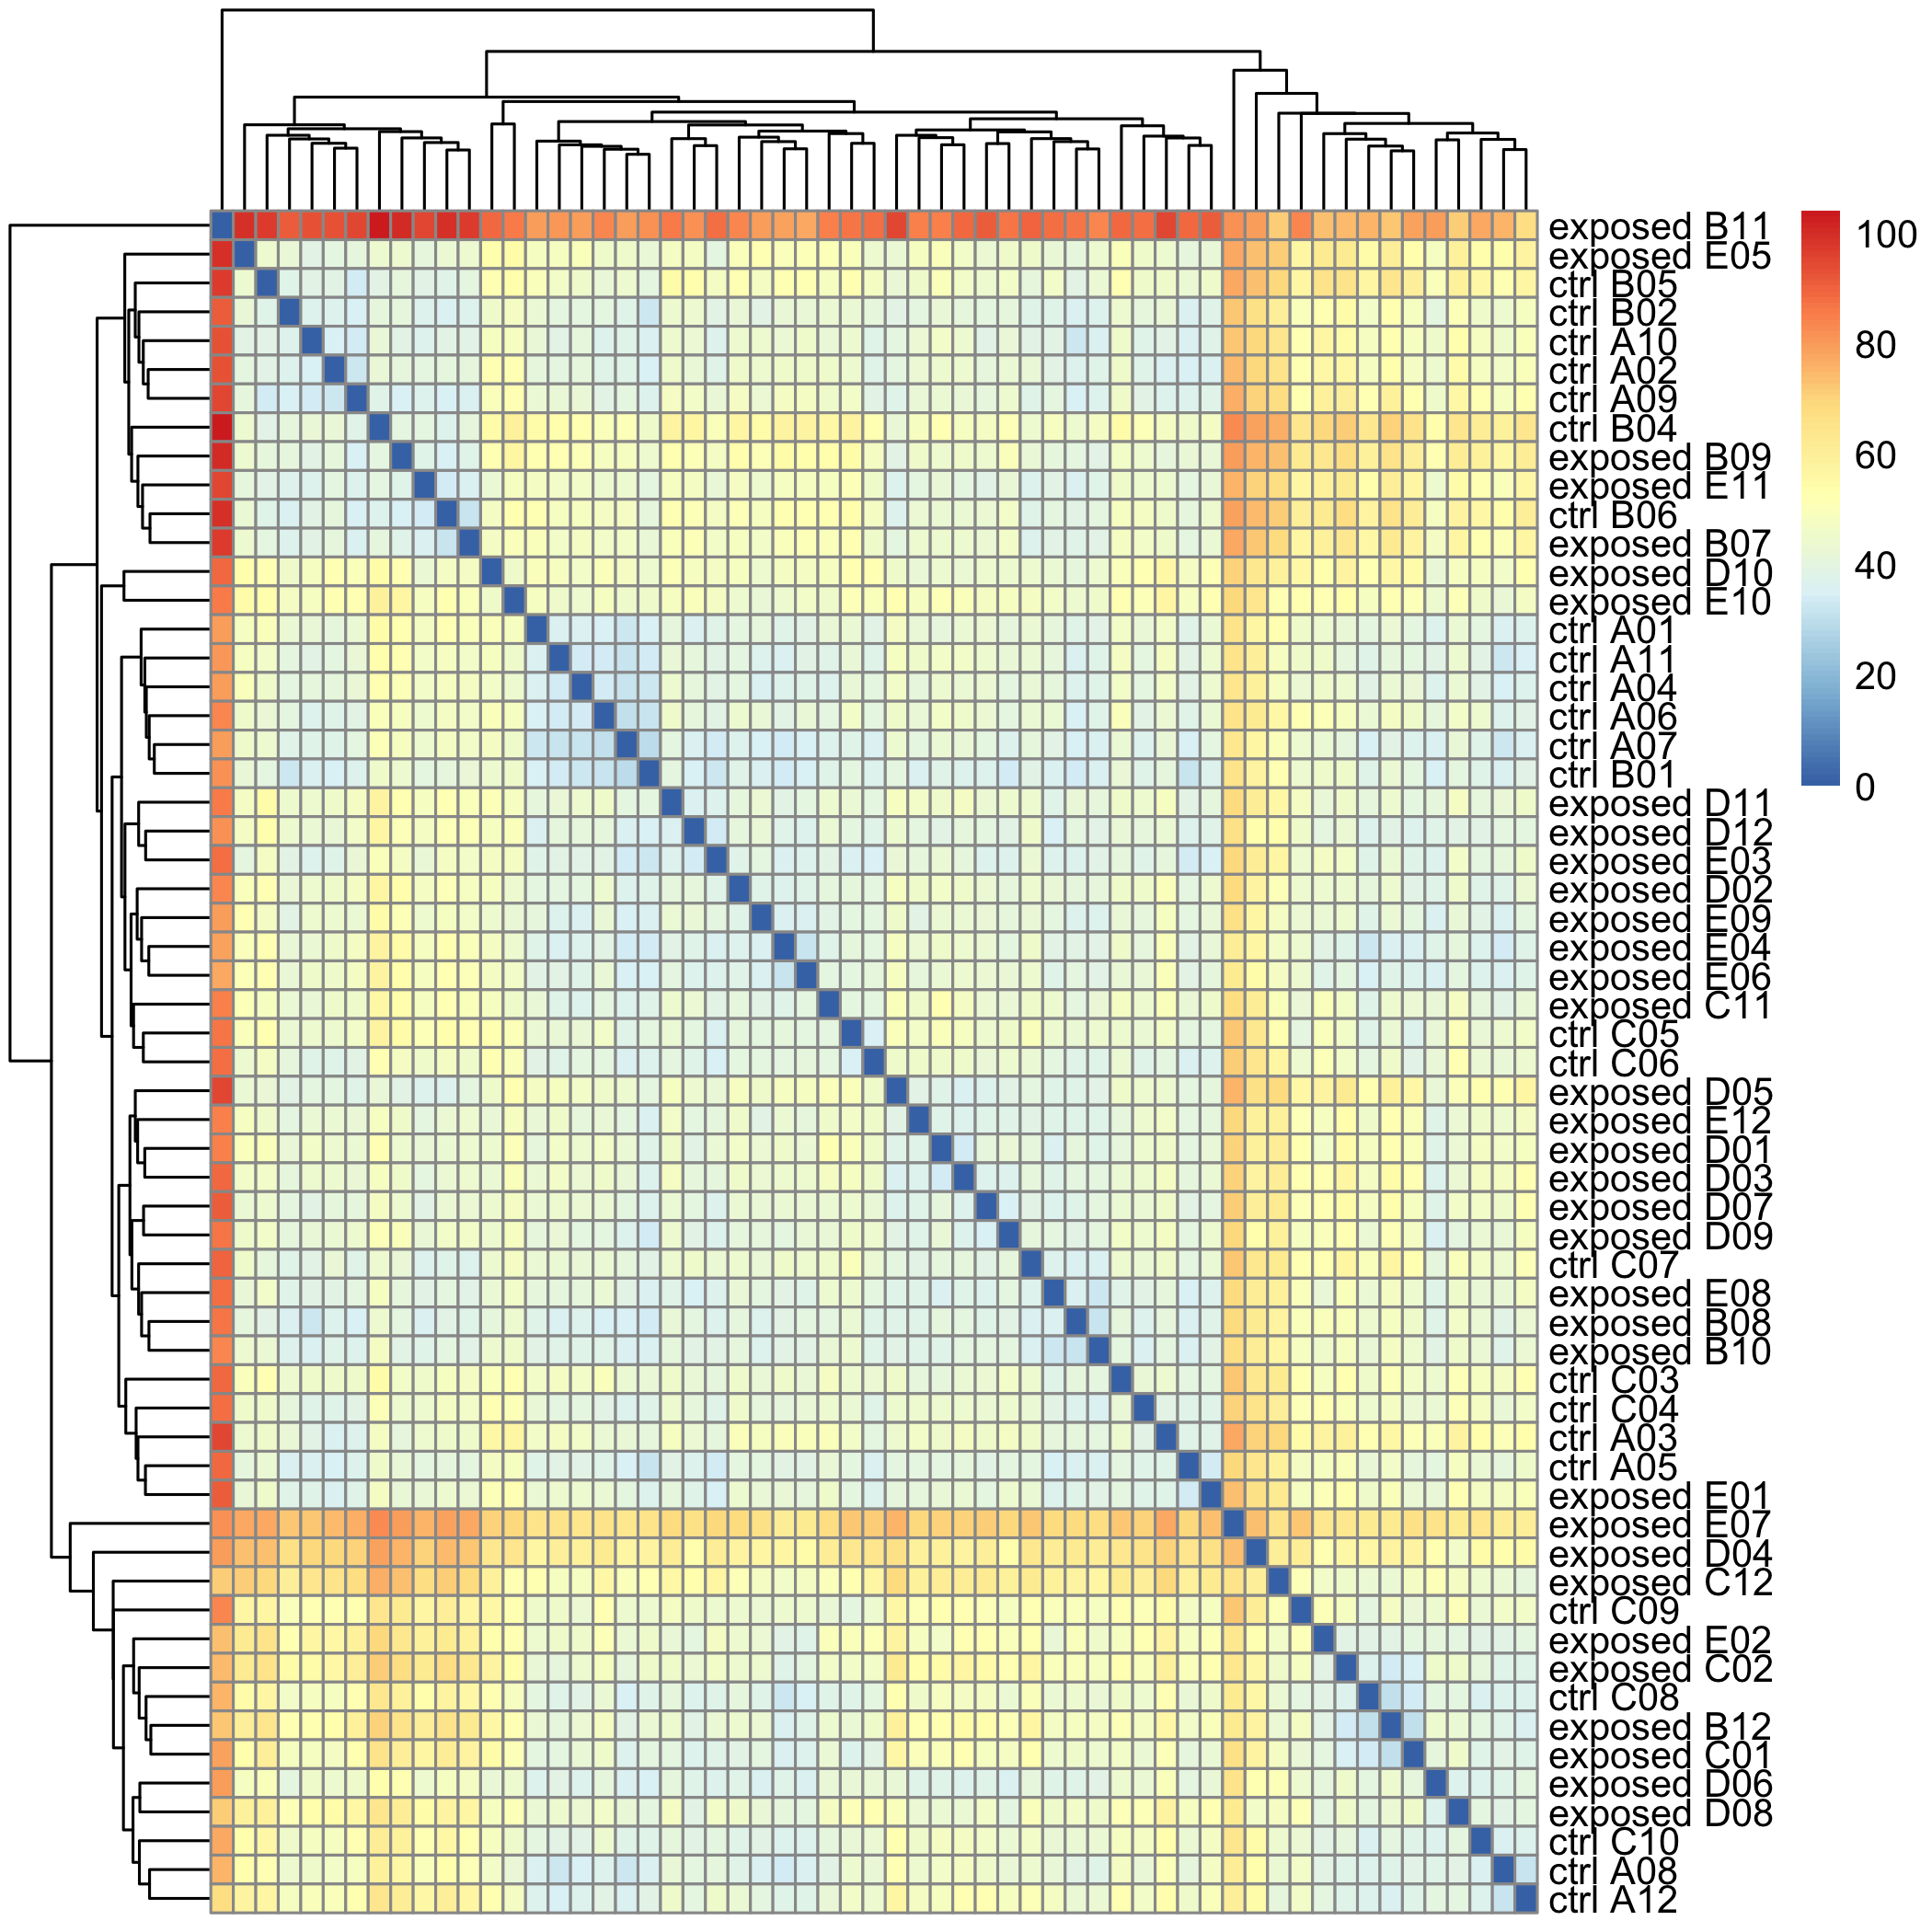 exposed B11
exposed E05
ctrl B05
ctrl B02
ctrl A10
ctrl A02
ctrl A09
ctrl B04
exposed B09
exposed E11
ctrl B06
exposed B07
exposed D10
exposed E10
ctrl A01
ctrl A11
ctrl A04
ctrl A06
ctrl A07
ctrl B01
exposed D11
exposed D12
exposed E03
exposed D02
exposed E09
exposed E04
exposed E06
exposed C11
ctrl C05
ctrl C06
exposed D05
exposed E12
exposed D01
exposed D03
exposed D07
exposed D09
ctrl C07
exposed E08
exposed B08
exposed B10
ctrl C03
ctrl C04
ctrl A03
ctrl A05
exposed E01
exposed E07
exposed D04
exposed C12
ctrl C09
exposed E02
exposed C02
ctrl C08
exposed B12
exposed C01
exposed D06
exposed D08
ctrl C10
ctrl A08
ctrl A12
100
80
60
40
20
0